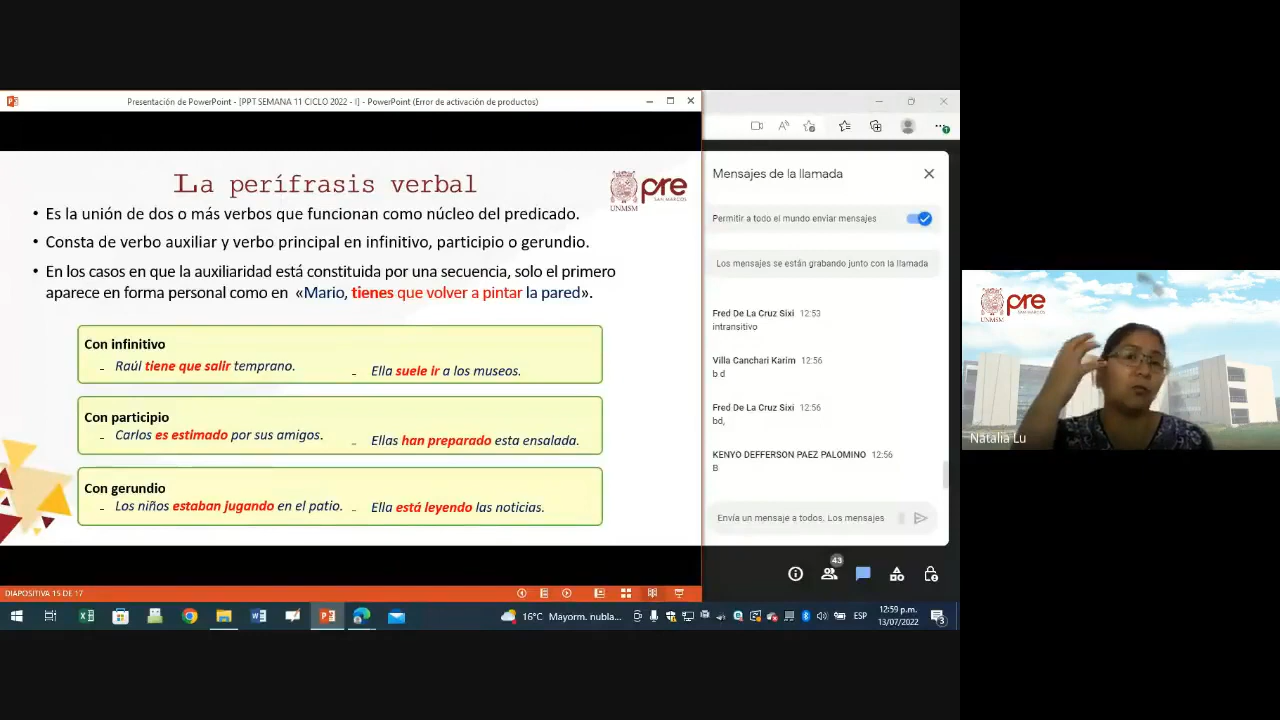 Presentación de PowerPoint - [PPT SEMANA 11 CICLO 2022 - I] - PowerPoint (Error de activación de productos)
La perífrasis verbal
UNMSM
pre
SAN MARCOS
• Es la unión de dos o más verbos que funcionan como núcleo del predicado.
• Consta de verbo auxiliar y verbo principal en infinitivo, participio o gerundio.
• En los casos en que la auxiliaridad está constituida por una secuencia, solo el primero
aparece en forma personal como en «Mario, tienes que volver a pintar la pared».
Con infinitivo
- Raúl tiene que salir temprano.
- Ella suele ir a los museos.
Con participio
- Carlos es estimado por sus amigos.
- Ellas han preparado esta ensalada.
Con gerundio
- Los niños estaban jugando en el patio.
- Ella está leyendo las noticias.
DIAPOSITIVA 15 DE 17
Mensajes de la llamada
Permitir a todo el mundo enviar mensajes
Los mensajes se están grabando junto con la llamada
Fred De La Cruz Sixi 12:53
intransitivo
Villa Canchari Karim 12:56
b d
Fred De La Cruz Sixi 12:56
bd,
KENYO DEFFERSON PAEZ PALOMINO 12:56
B
Envía un mensaje a todos. Los mensajes
43
16°C Mayorm. nubla...
ESP
12:59 p.m.
13/07/2022
3
UNMSM
pre
SAN MARCOS
Natalia Lu